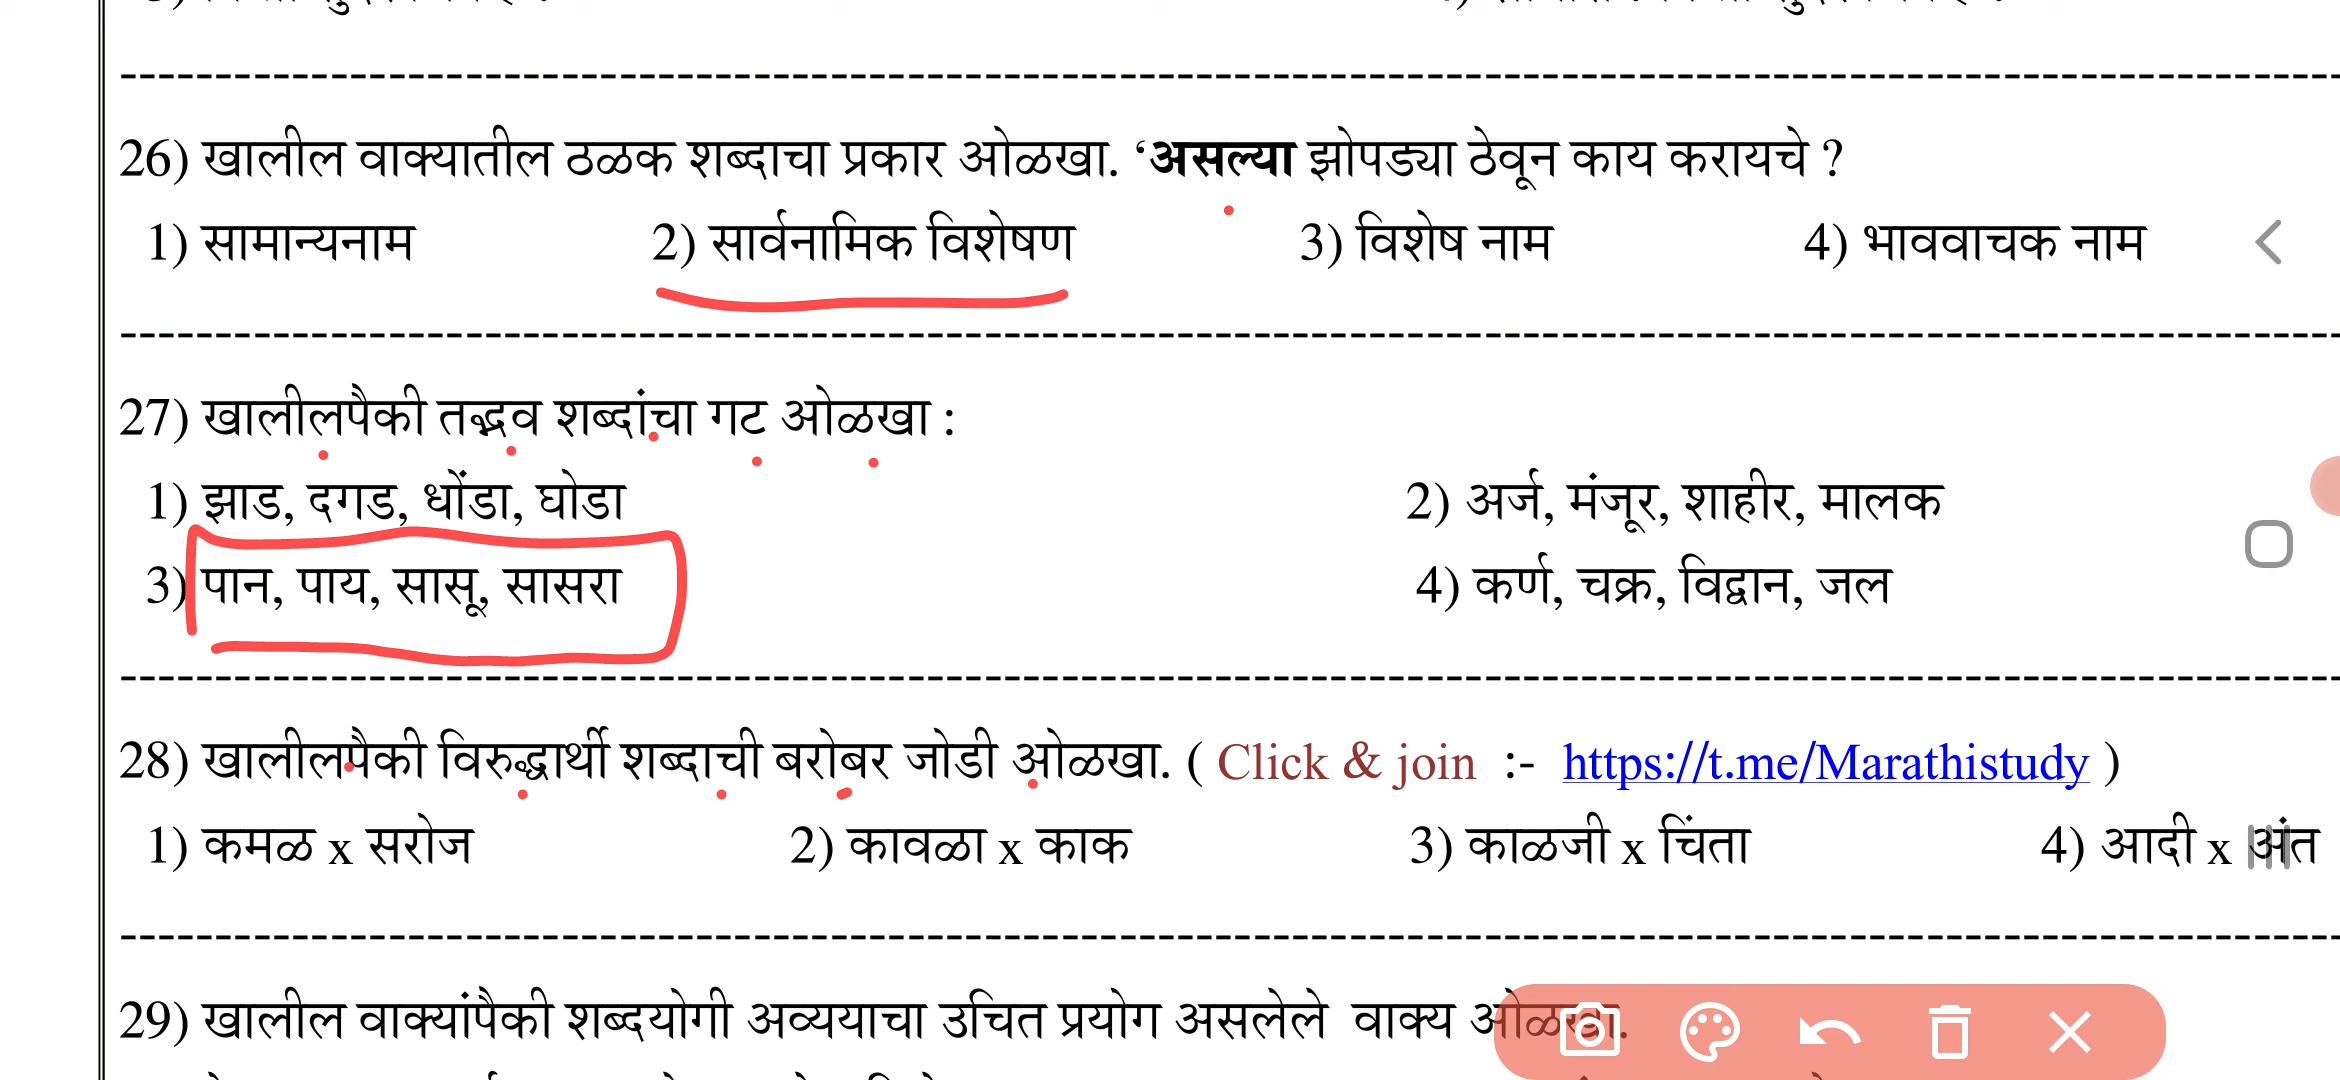 26) खालील वाक्यातील ठळक शब्दाचा प्रकार ओळखा. ‘असल्या झोपड्या ठेवून काय करायचे ?
1) सामान्यनाम 2) सार्वनामिक विशेषण 3) विशेष नाम 4) भाववाचक नाम
27) खालीलपैकी तद्भव शब्दांचा गट ओळखा :
1) झाड, दगड, धोंडा, घोडा 2) अर्ज, मंजूर, शाहीर, मालक
3) पान, पाय, सासू, सासरा 4) कर्ण, चक्र, विद्वान, जल
28) खालीलपैकी विरुद्धार्थी शब्दाची बरोबर जोडी ओळखा. ( Click & join :- https://t.me/Marathistudy )
1) कमळ x सरोज 2) कावळा x काक 3) काळजी x चिंता 4) आदी x अंत
29) खालील वाक्यांपैकी शब्दयोगी अव्ययाचा उचित प्रयोग असलेले वाक्य ओळखा.